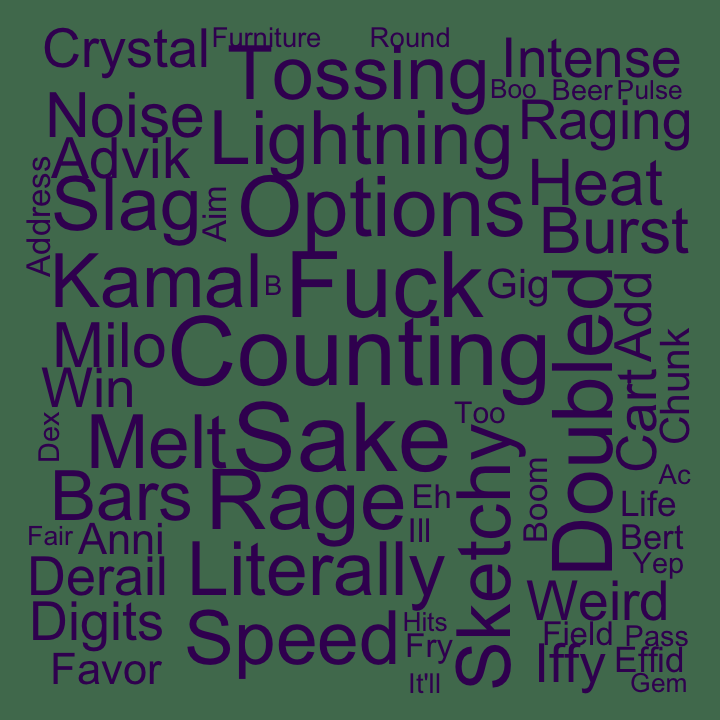 Crystal
Furniture
Round
Tossing
Intense
Boo
Beer
Pulse
Noise
Lightning
Raging
Advik
Address
Slag
Aim
Options
Heat
Burst
Kamal
B
Fuck
Gig
Doubled
Add
Milo
Counting
Chunk
Win
Cart
Dex
Melt
Sake
Too
Sketchy
Bars
Rage
Eh
Boom
Ac
Life
Ill
Fair
Anni
Bert
Yep
Derail
Literally
Weird
Digits
Speed
Hits
Field
Pass
Fry
Iffy
Effid
Favor
It'll
Gem